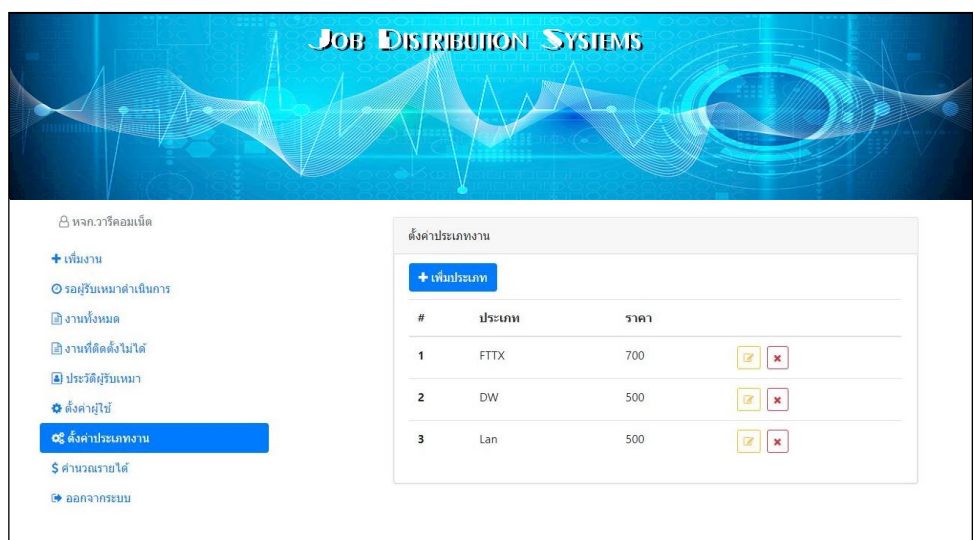 JOB DISTRIBUTION SYSTEMS
หจก.วารีคอมเน็ต
เพิ่มงาน
รอผู้รับเหมาดำเนินการ
งานทั้งหมด
งานที่ติดตั้งไม่ได้
ประวัติผู้รับเหมา
ตั้งค่าผู้ใช้
ตั้งค่าประเภทงาน
$ คำนวณรายได้
ออกจากระบบ
ตั้งค่าประเภทงาน
+ เพิ่มประเภท
# ประเภท ราคา
1 FTTX 700
2 DW 500
3 Lan 500